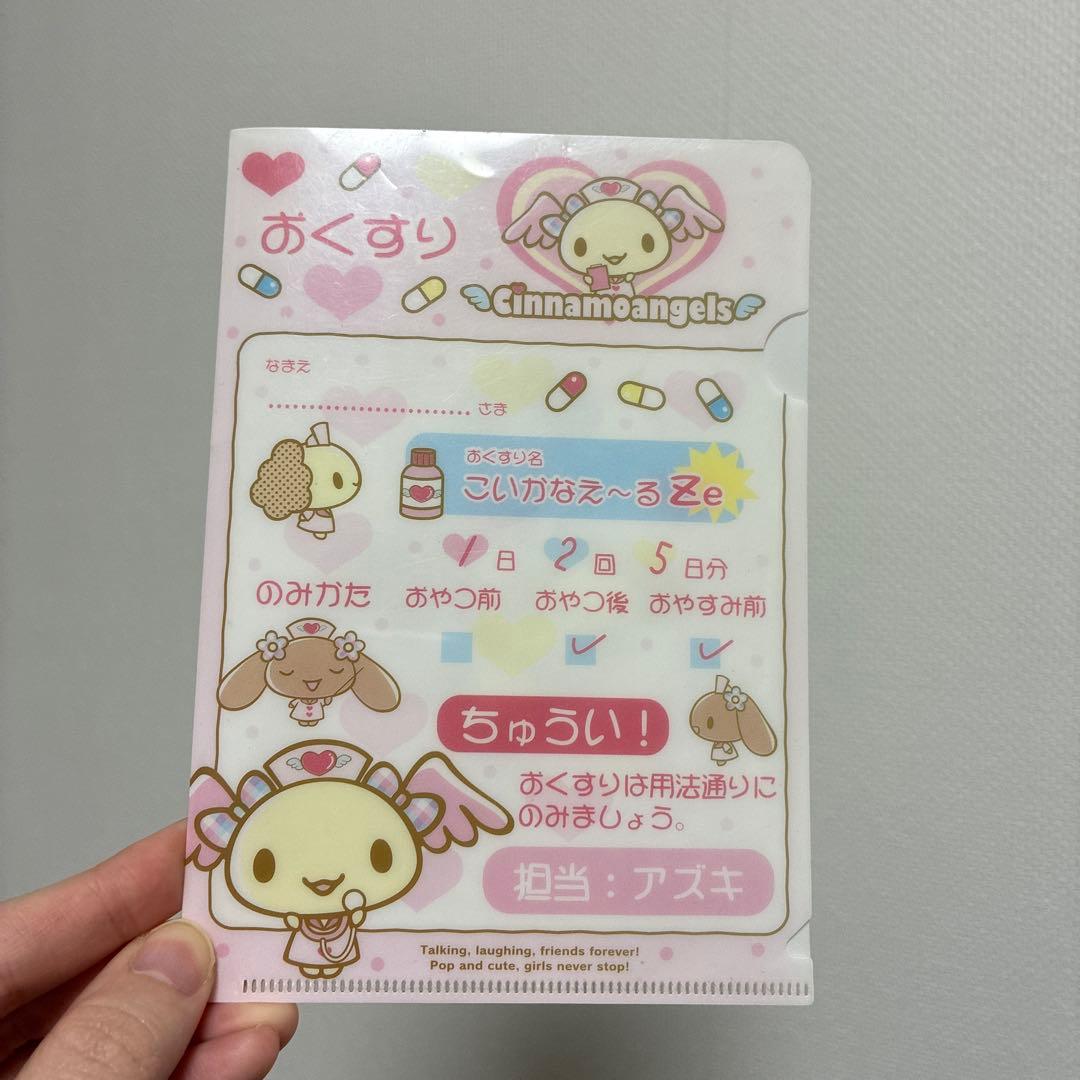 おくすり
Cinnamoangels
なまえ
さま
おくすり名
こいかなえ〜るZe
1日 2回 5日分
のみかた おやつ前 おやつ後 おやすみ前
ちゅうい！
おくすりは用法通りに
のみましょう。
担当：アズキ
Talking, laughing, friends forever!
Pop and cute, girls never stop!